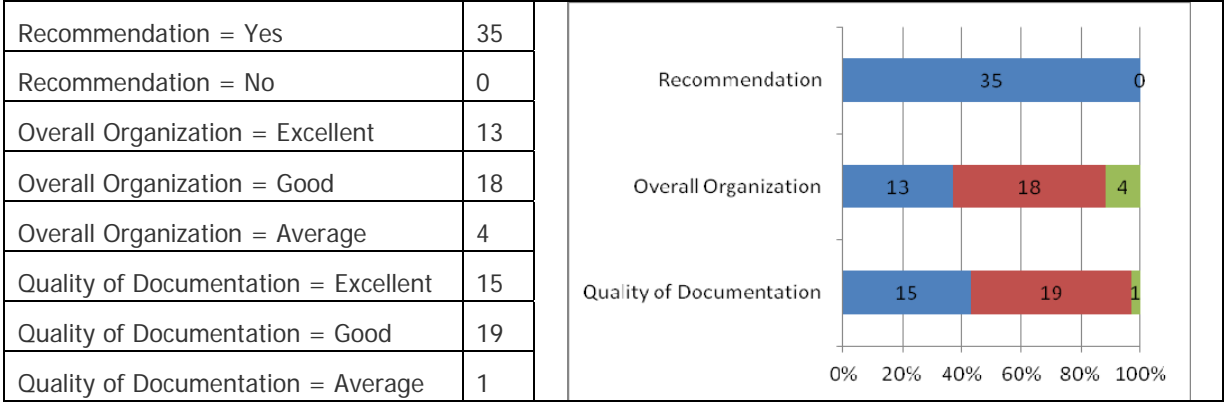 Recommendation = Yes 35
Recommendation = No 0
Overall Organization = Excellent 13
Overall Organization = Good 18
Overall Organization = Average 4
Quality of Documentation = Excellent 15
Quality of Documentation = Good 19
Quality of Documentation = Average 1
Recommendation 35 0
Overall Organization 13 18 4
Quality of Documentation 15 19 1
0% 20% 40% 60% 80% 100%